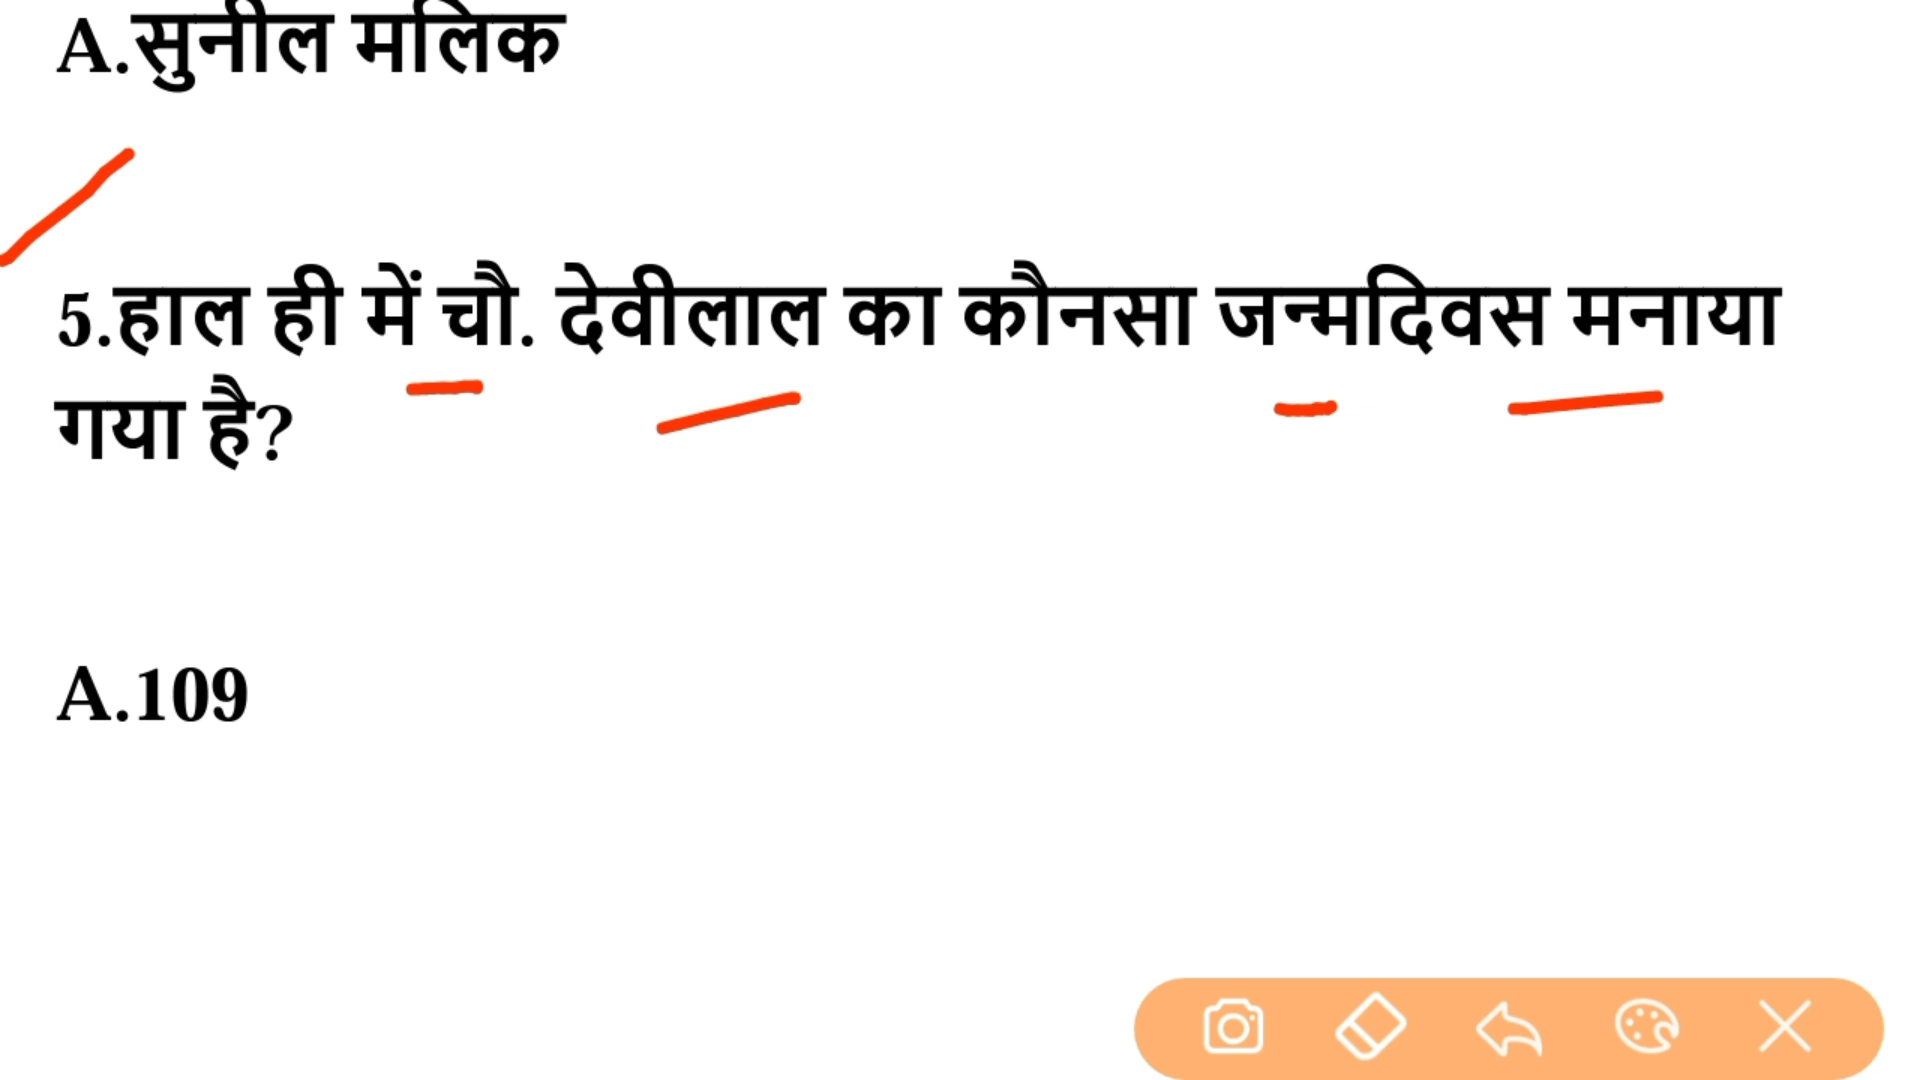 A.सुनील मलिक
5.हाल ही में चौ. देवीलाल का कौनसा जन्मदिवस मनाया
गया है?
A.109